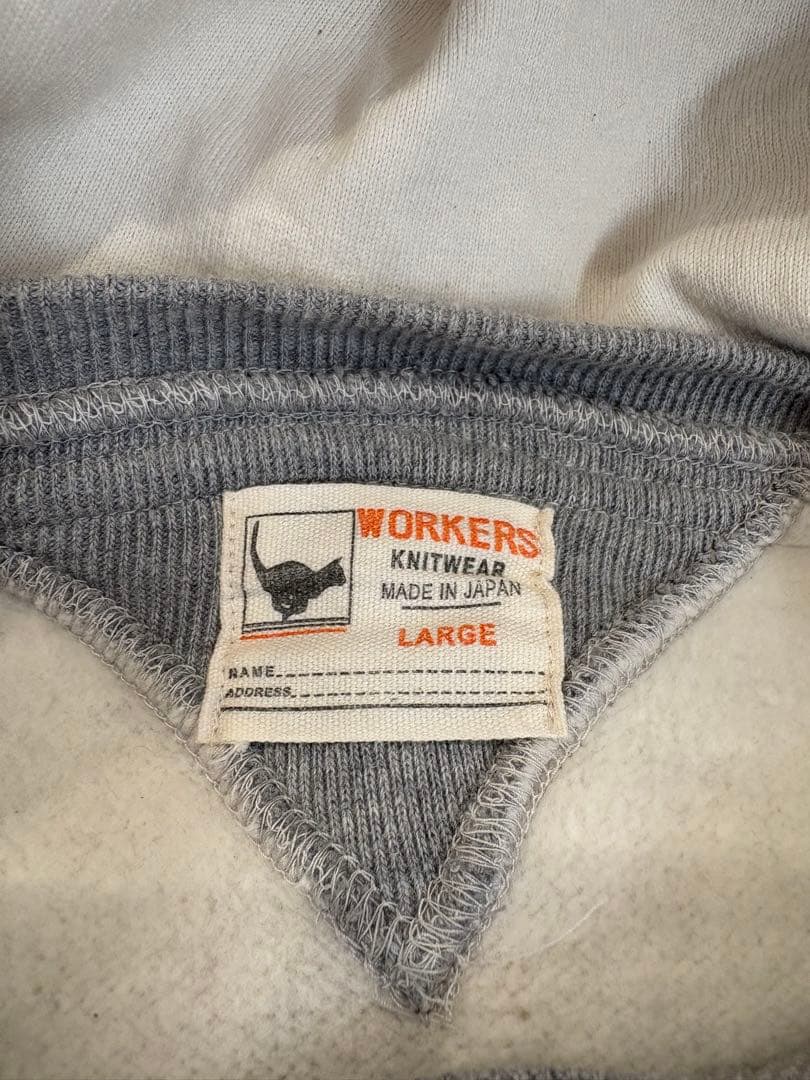 WORKERS
KNITWEAR
MADE IN JAPAN
LARGE
NAME
ADDRESS